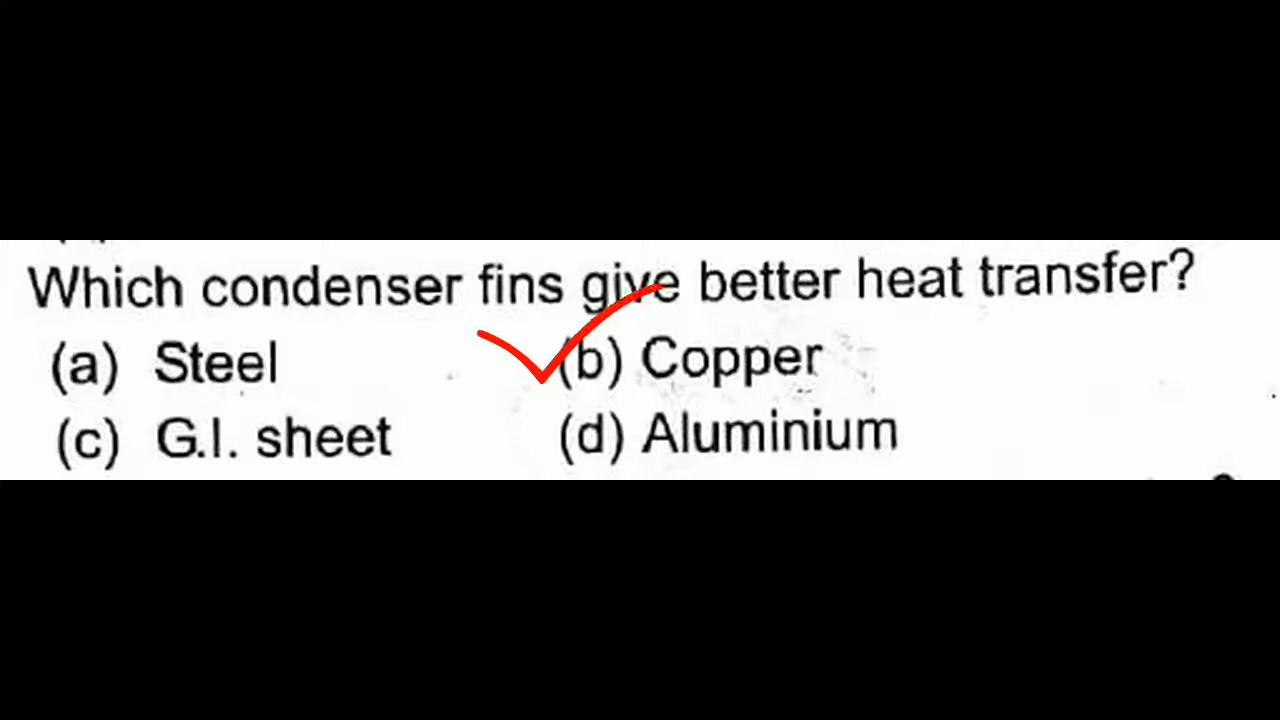 Which condenser fins give better heat transfer?
(a) Steel (b) Copper
(c) G.I. sheet (d) Aluminium